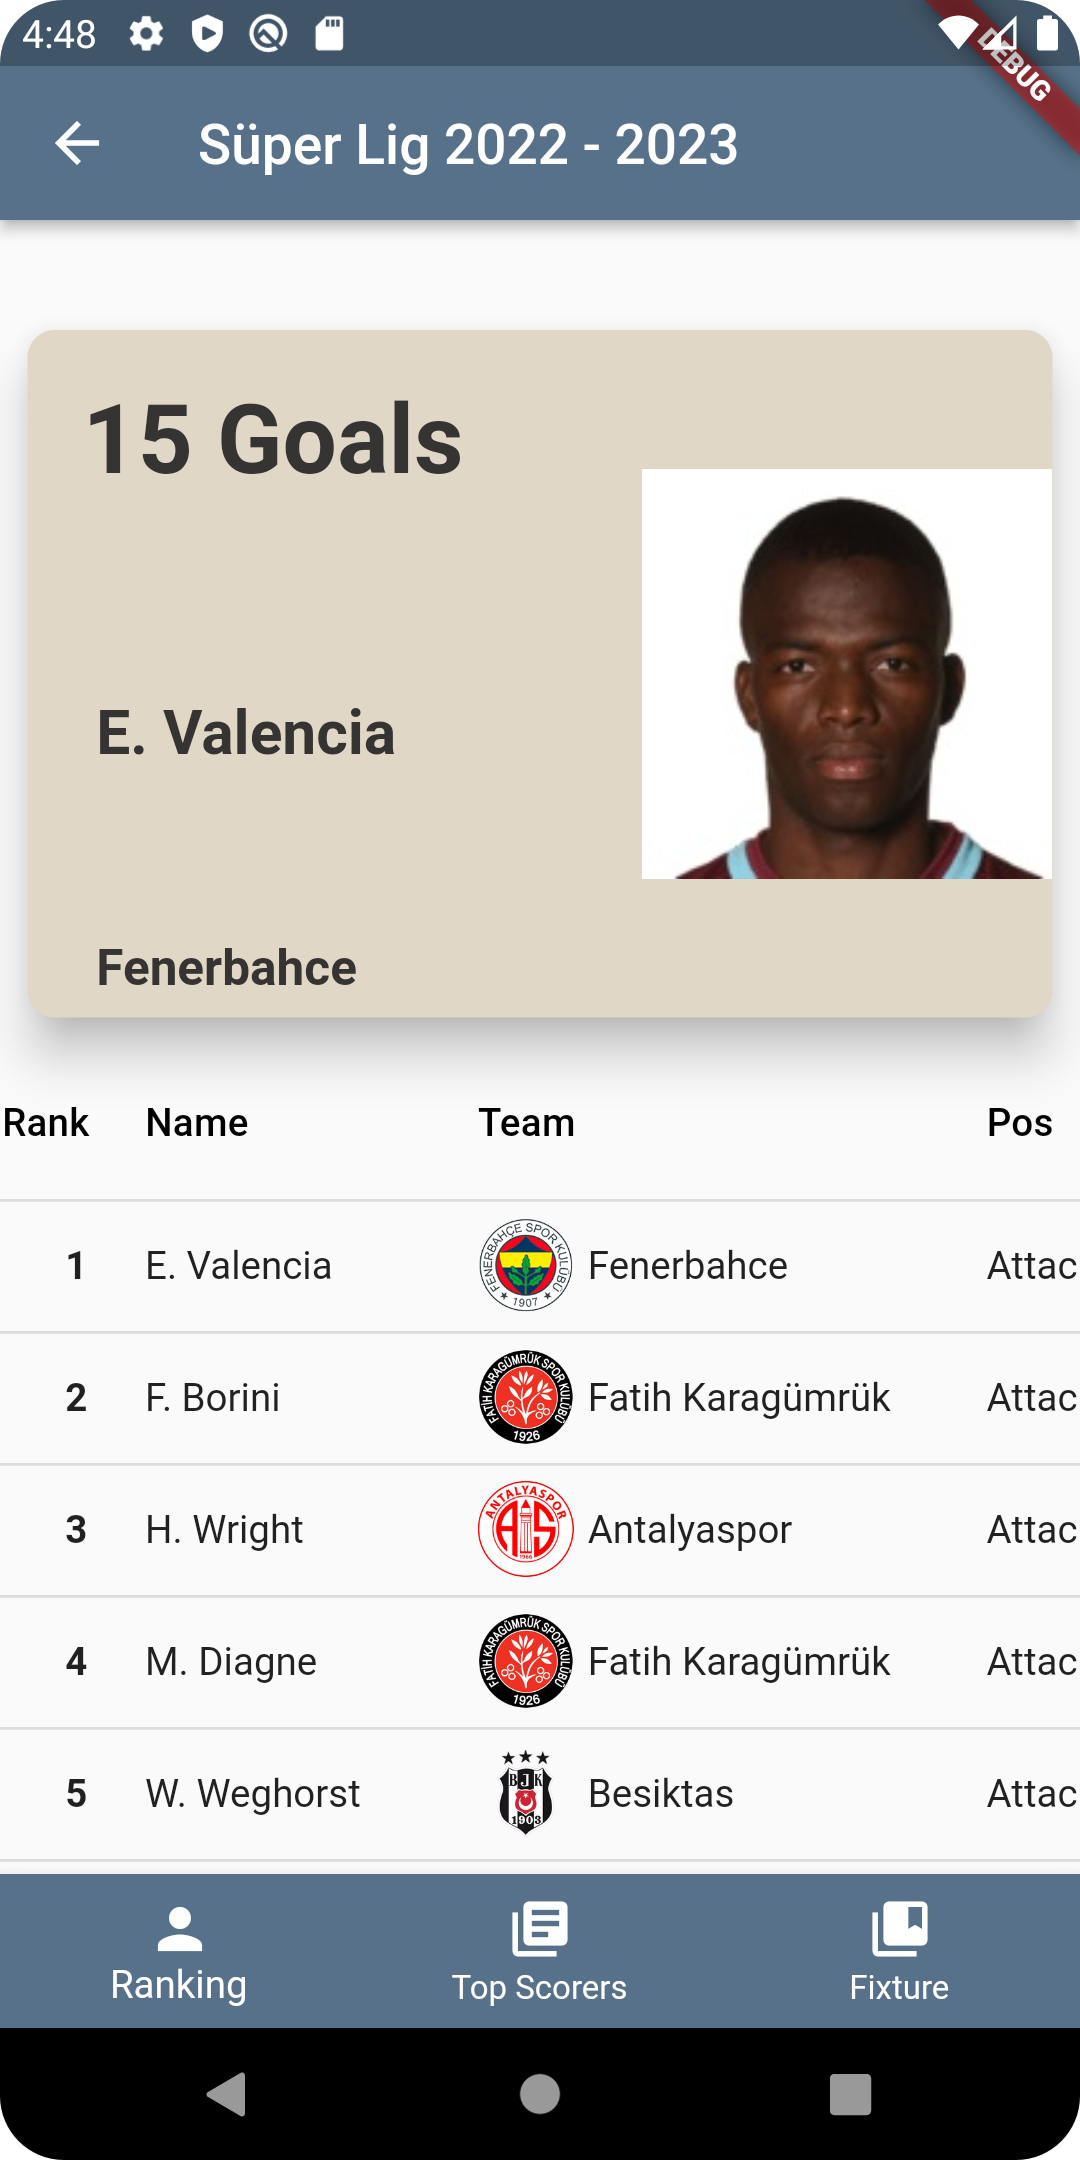 4:48
DEBUG
Süper Lig 2022 - 2023
15 Goals
E. Valencia
Fenerbahce
Rank Name Team Pos
1 E. Valencia FENERBAHÇE SPOR KULÜBÜ 1907 Fenerbahce Attac
2 F. Borini FATİH KARAGÜMRÜK SPOR KULÜBÜ 1926 Fatih Karagümrük Attac
3 H. Wright ANTALYASPOR AS 1966 Antalyaspor Attac
4 M. Diagne FATİH KARAGÜMRÜK SPOR KULÜBÜ 1926 Fatih Karagümrük Attac
5 W. Weghorst BJK 1903 Besiktas Attac
Ranking Top Scorers Fixture